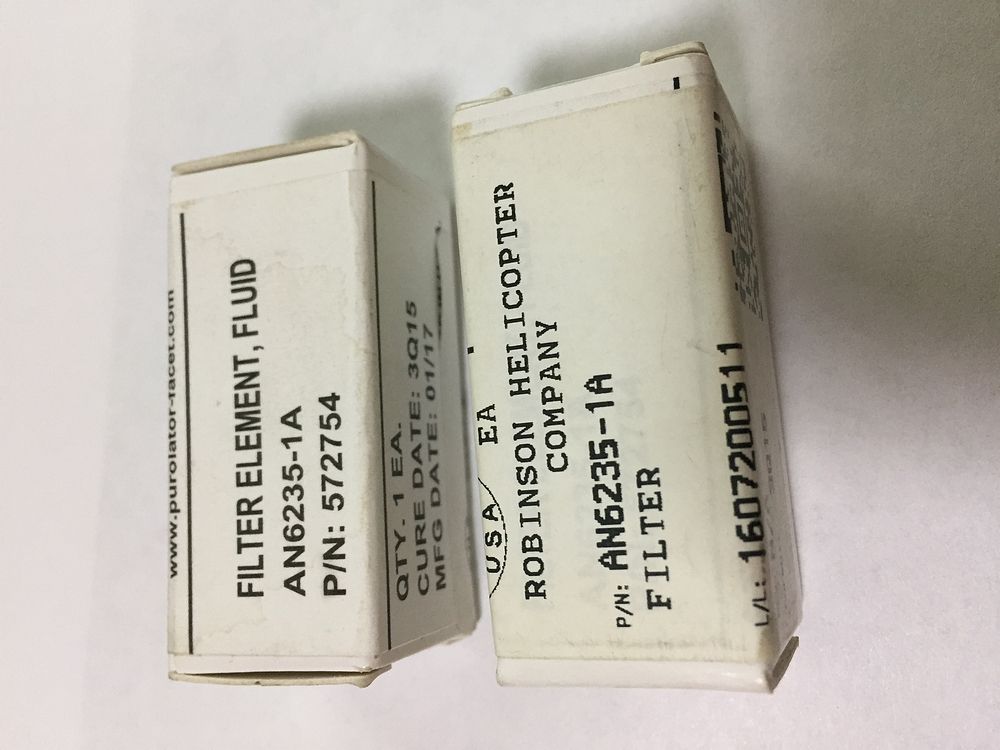 www.purolator-facet.com
FILTER ELEMENT, FLUID
AN6235-1A
P/N: 572754
QTY. 1 EA.
CURE DATE: 3Q15
MFG DATE: 01/17
USA EA
ROBINSON HELICOPTER
COMPANY
P/N: AN6235-1A
FILTER
L/L: 1607200511